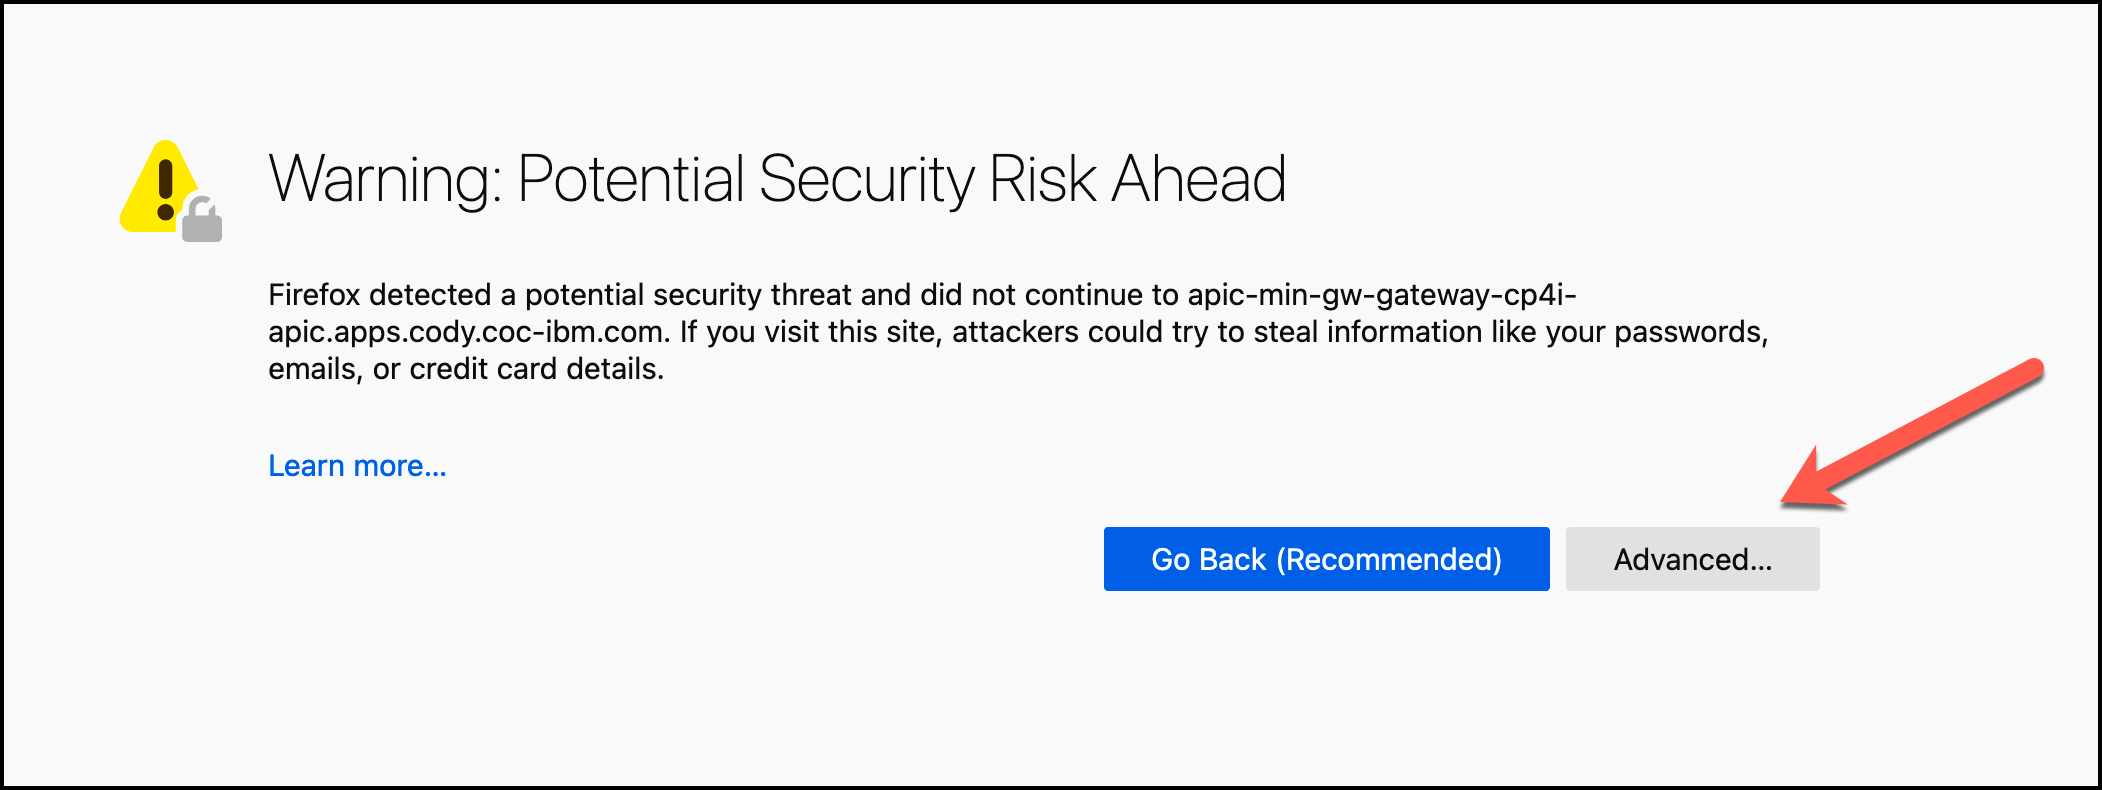 Warning: Potential Security Risk Ahead
Firefox detected a potential security threat and did not continue to apic-min-gw-gateway-cp4i-
apic.apps.cody.coc-ibm.com. If you visit this site, attackers could try to steal information like your passwords,
emails, or credit card details.
Learn more...
Go Back (Recommended)
Advanced...